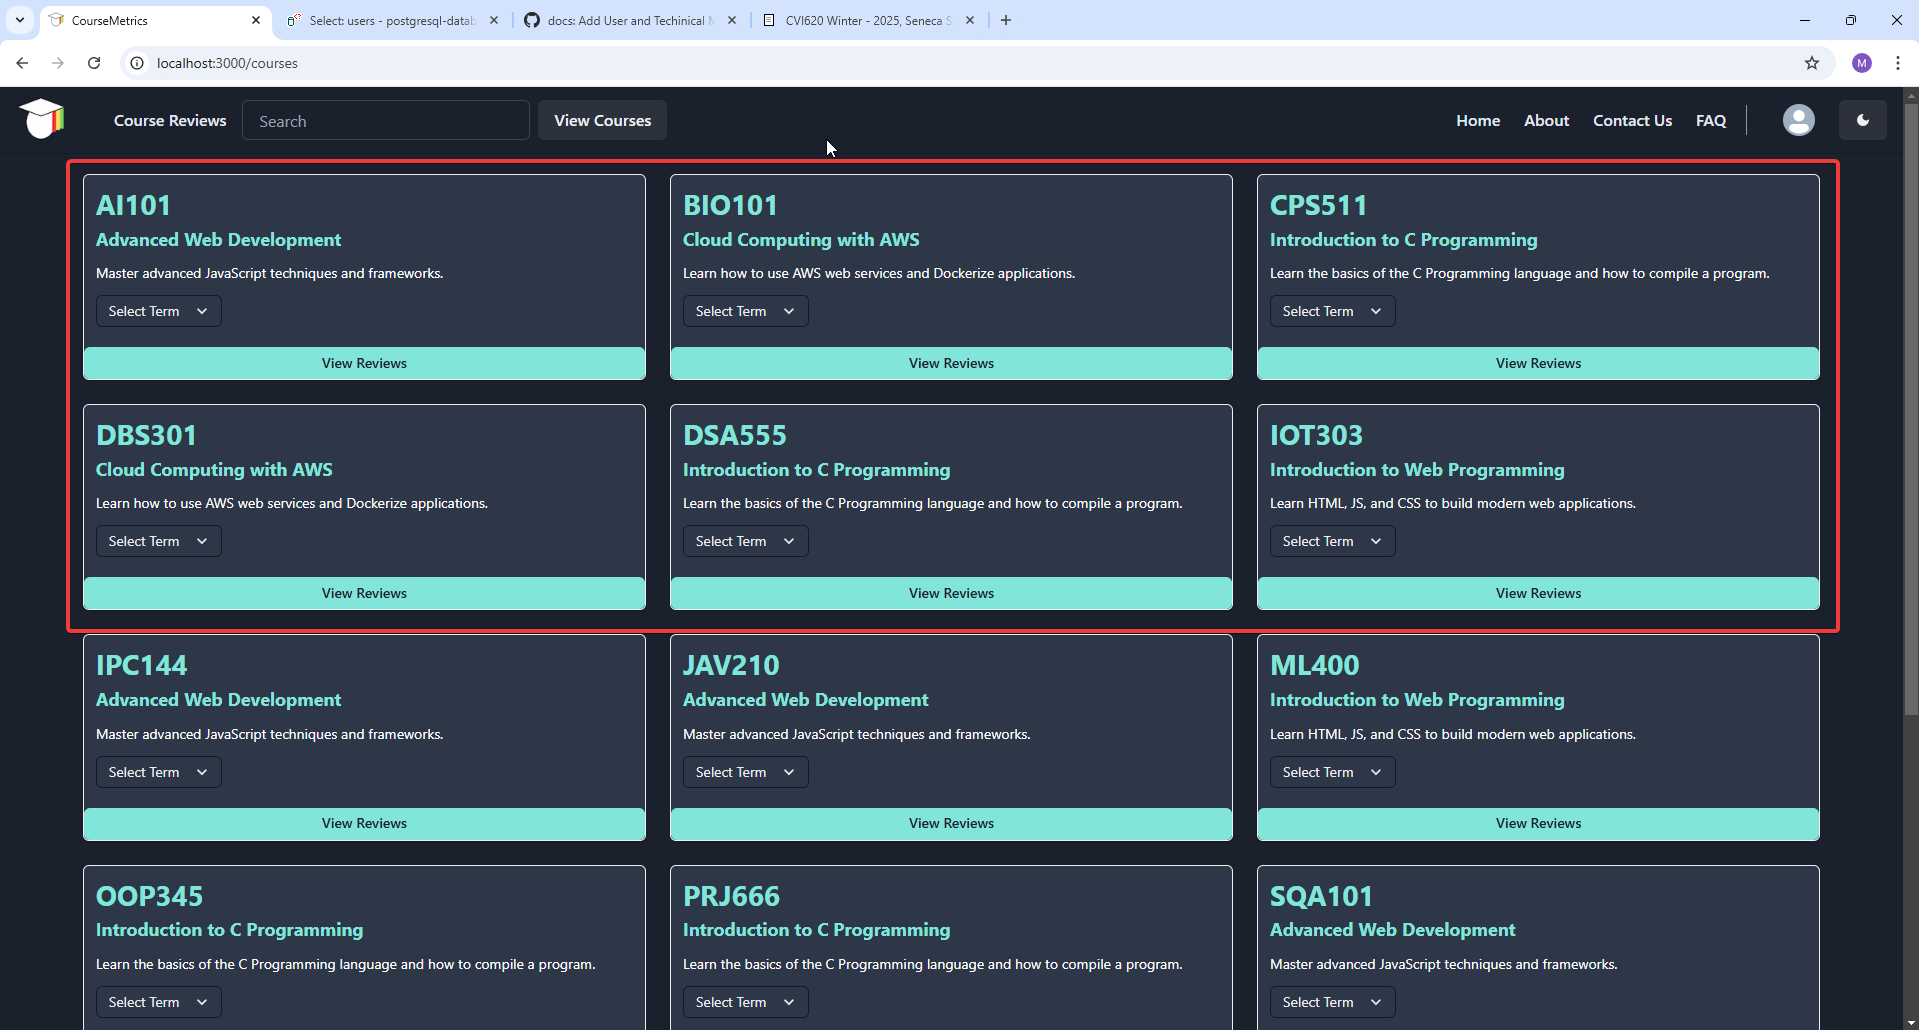 CourseMetrics
Select: users - postgresql-datab
docs: Add User and Techinical M
CVI620 Winter - 2025, Seneca S
localhost:3000/courses
M
Course Reviews
Search
View Courses
Home
About
Contact Us
FAQ
AI101
Advanced Web Development
Master advanced JavaScript techniques and frameworks.
Select Term
View Reviews
BIO101
Cloud Computing with AWS
Learn how to use AWS web services and Dockerize applications.
Select Term
View Reviews
CPS511
Introduction to C Programming
Learn the basics of the C Programming language and how to compile a program.
Select Term
View Reviews
DBS301
Cloud Computing with AWS
Learn how to use AWS web services and Dockerize applications.
Select Term
View Reviews
DSA555
Introduction to C Programming
Learn the basics of the C Programming language and how to compile a program.
Select Term
View Reviews
IOT303
Introduction to Web Programming
Learn HTML, JS, and CSS to build modern web applications.
Select Term
View Reviews
IPC144
Advanced Web Development
Master advanced JavaScript techniques and frameworks.
Select Term
View Reviews
JAV210
Advanced Web Development
Master advanced JavaScript techniques and frameworks.
Select Term
View Reviews
ML400
Introduction to Web Programming
Learn HTML, JS, and CSS to build modern web applications.
Select Term
View Reviews
OOP345
Introduction to C Programming
Learn the basics of the C Programming language and how to compile a program.
Select Term
PRJ666
Introduction to C Programming
Learn the basics of the C Programming language and how to compile a program.
Select Term
SQA101
Advanced Web Development
Master advanced JavaScript techniques and frameworks.
Select Term